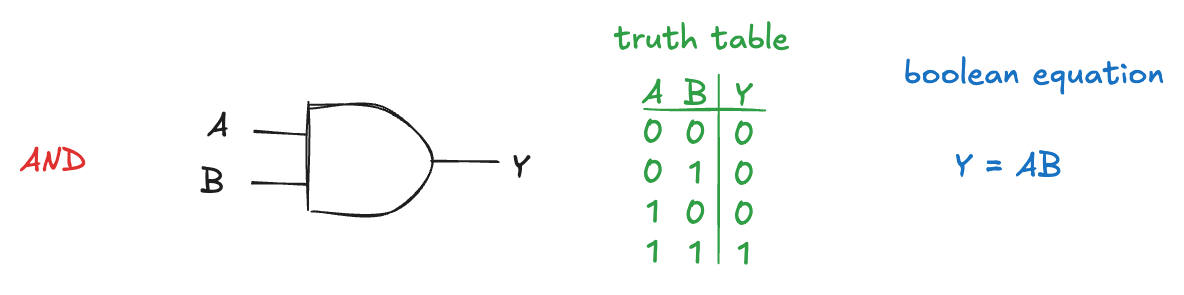 AND
A
B
Y
truth table
A B Y
0 0 0
0 1 0
1 0 0
1 1 1
boolean equation
Y = AB